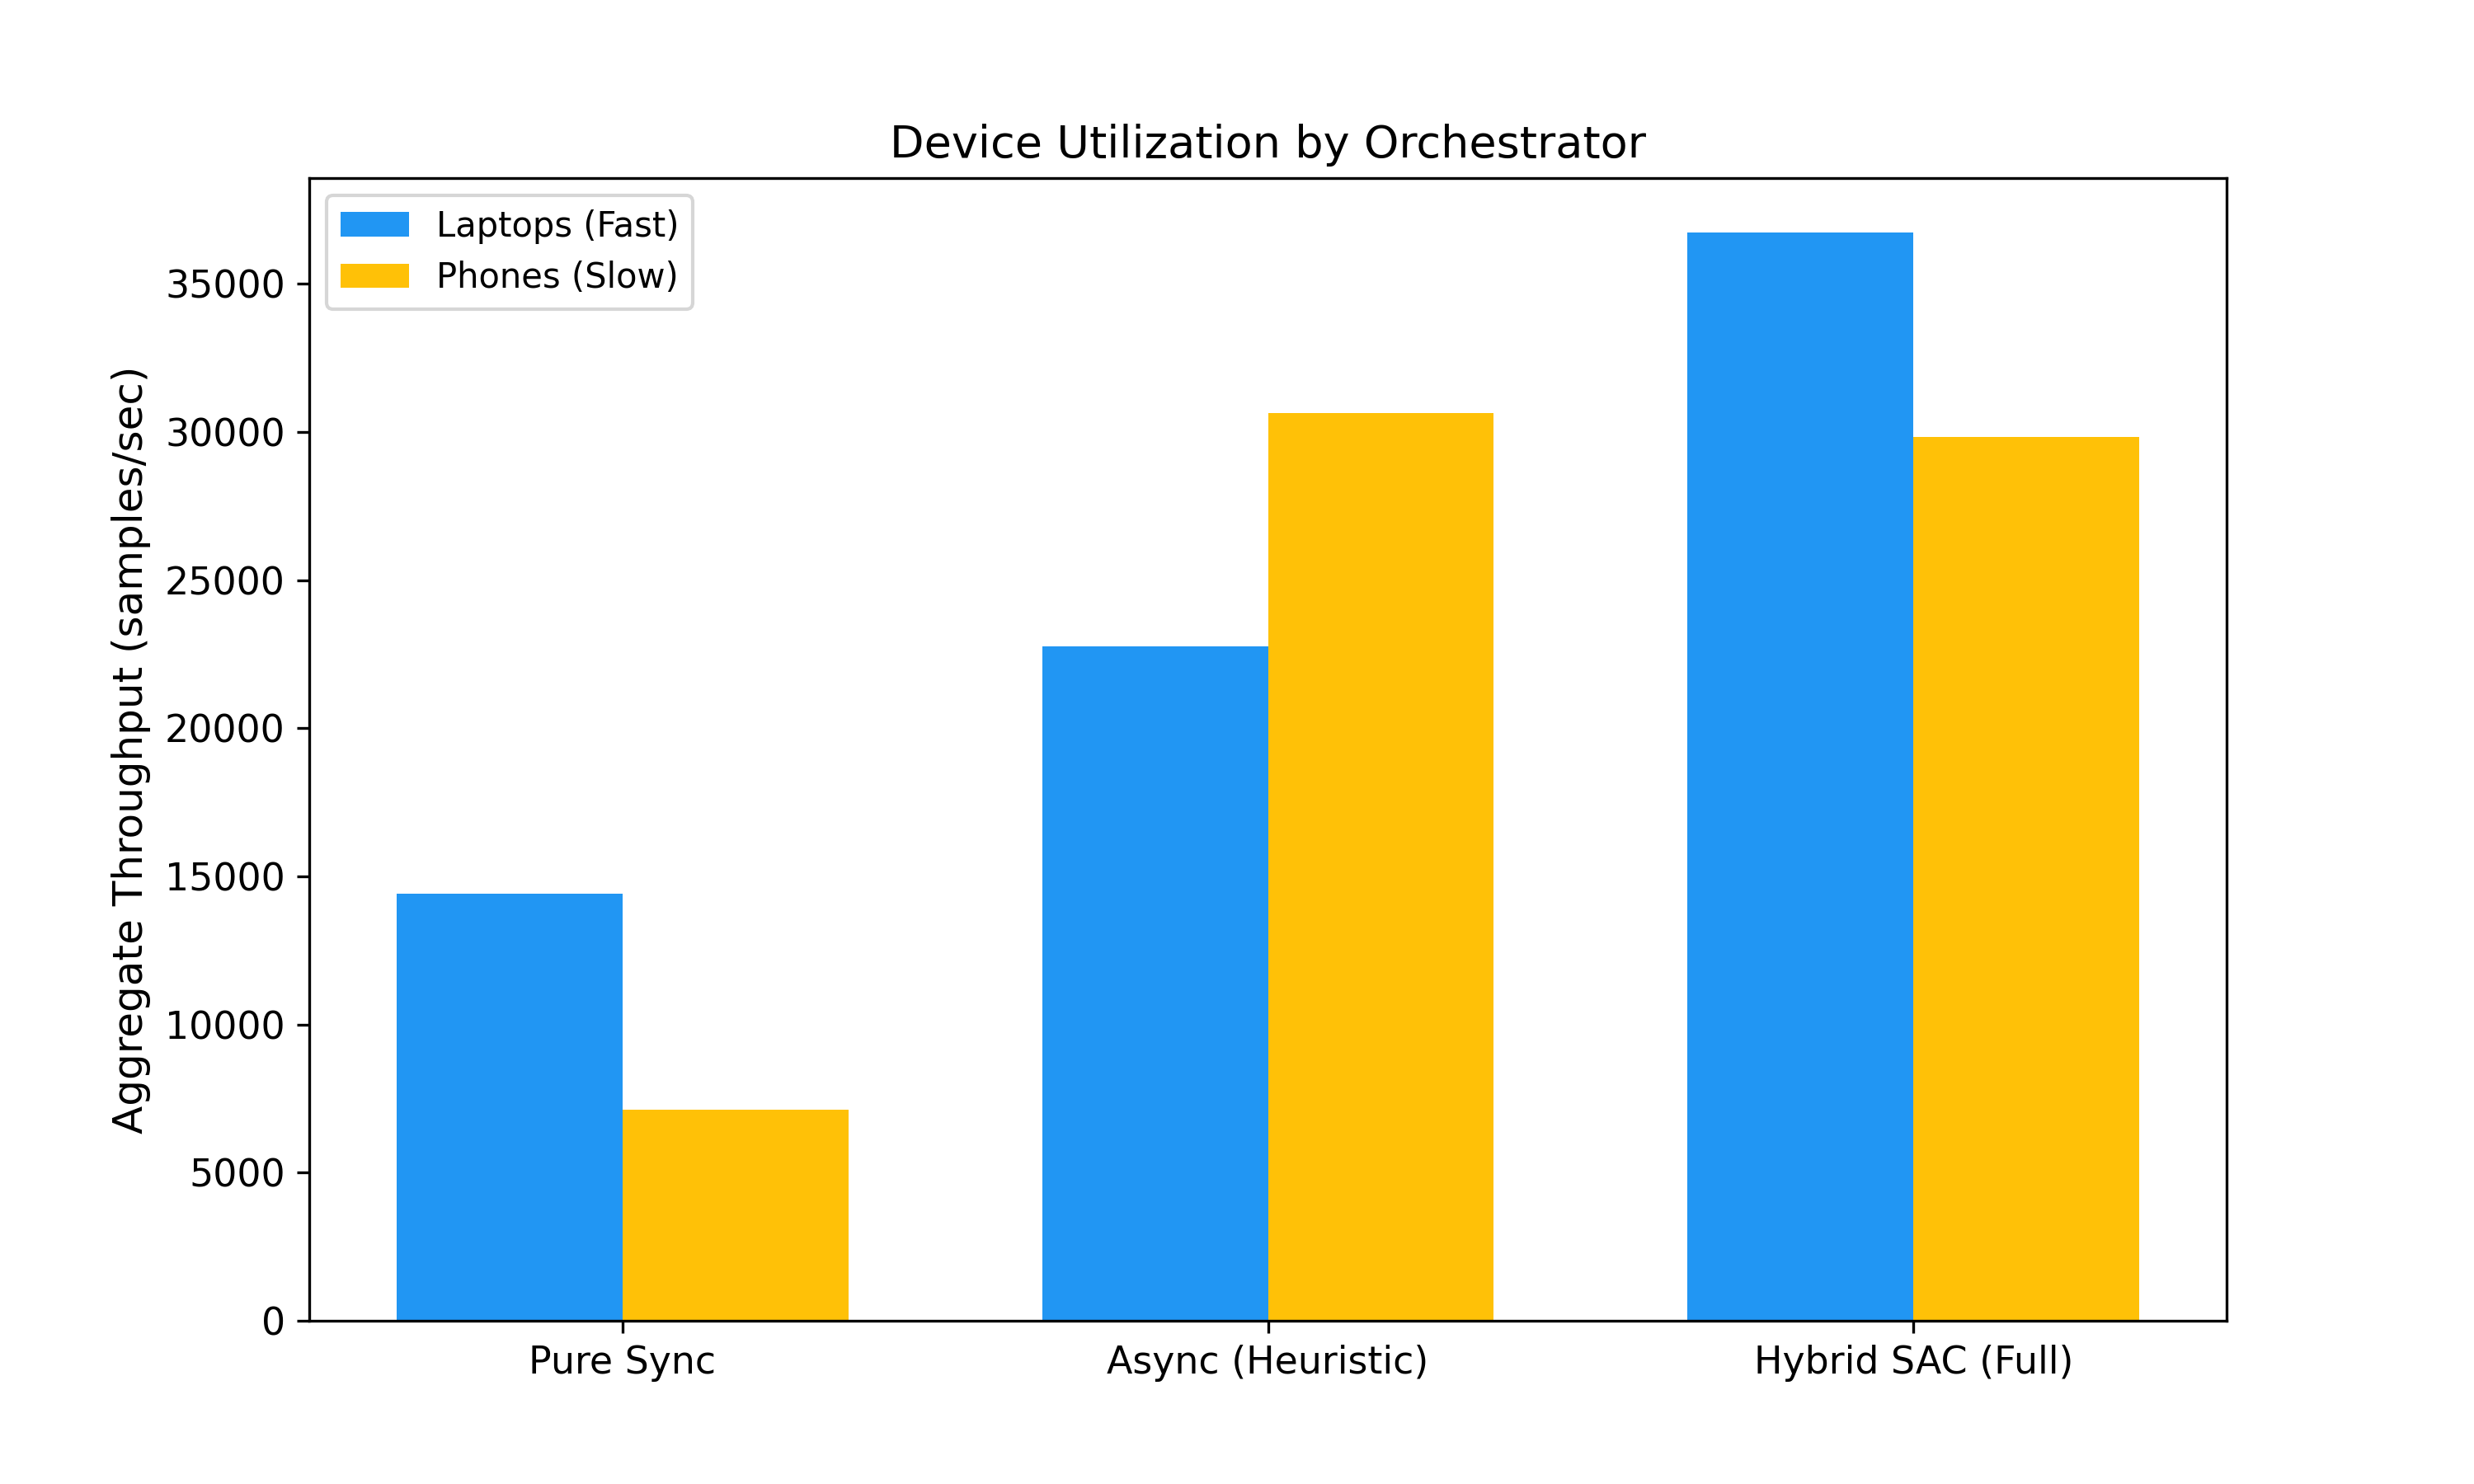 Device Utilization by Orchestrator
Laptops (Fast)
Phones (Slow)
Aggregate Throughput (samples/sec)
35000
30000
25000
20000
15000
10000
5000
0
Pure Sync
Async (Heuristic)
Hybrid SAC (Full)